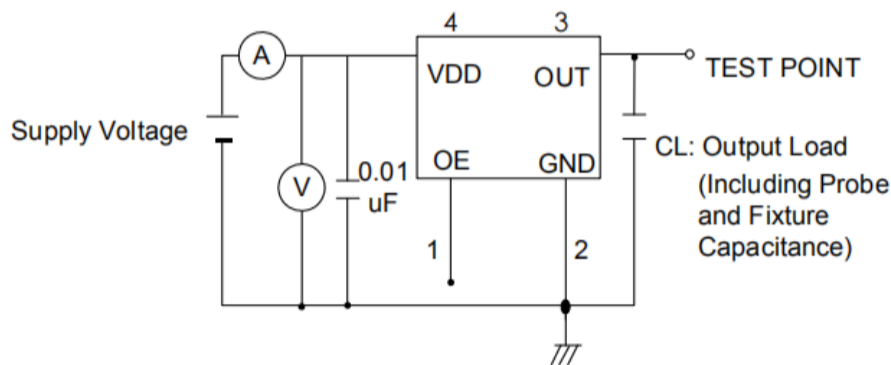 4
3
A
VDD
OUT
TEST POINT
Supply Voltage
OE
GND
CL: Output Load
(Including Probe
and Fixture
Capacitance)
V
0.01
uF
1
2